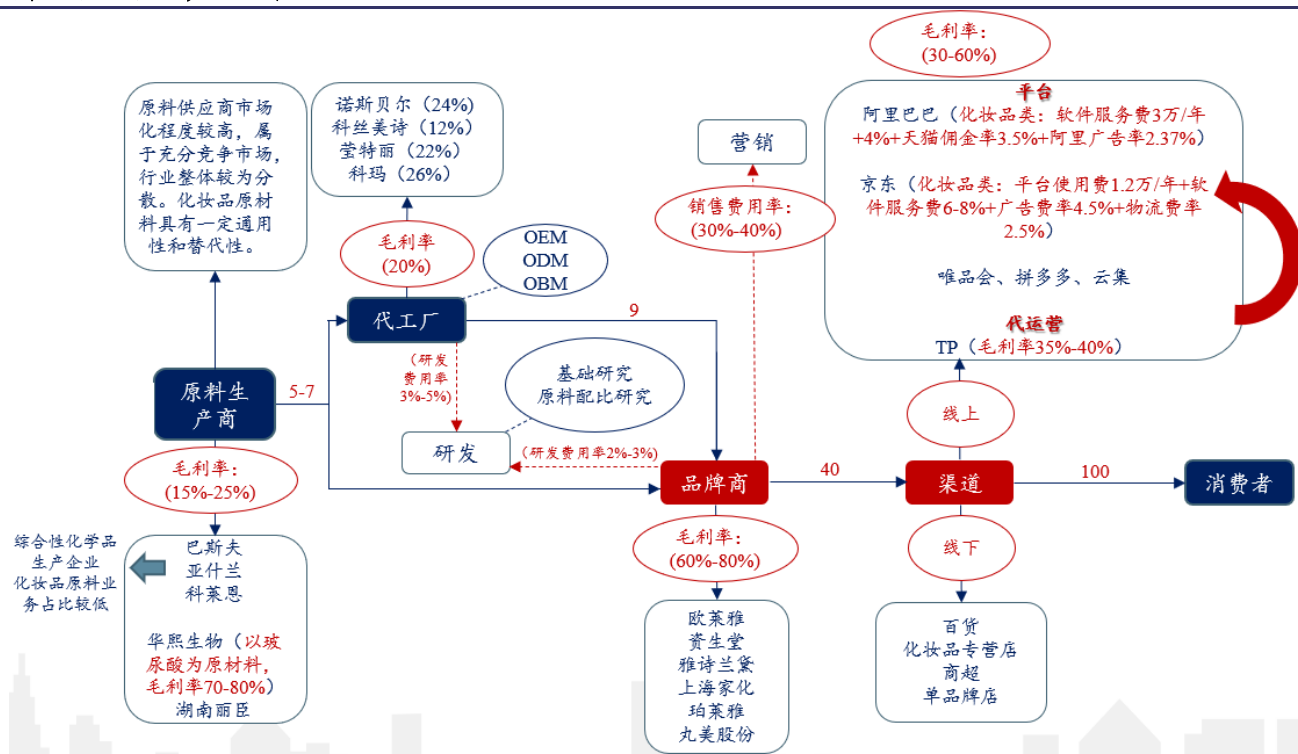 毛利率：
(30-60%)
平台
阿里巴巴（化妆品类：软件服务费3万/年
+4%+天猫佣金率3.5%+阿里广告率2.37%）
京东（化妆品类：平台使用费1.2万/年+软
件服务费6-8%+广告费率4.5%+物流费率
2.5%）
唯品会、拼多多、云集
代运营
TP（毛利率35%-40%）
原料供应商市场
化程度较高，属
于充分竞争市场，
行业整体较为分
散。化妆品原材
料具有一定通用
性和替代性。
诺斯贝尔（24%）
科丝美诗（12%）
莹特丽（22%）
科玛（26%）
营销
销售费用率：
(30%-40%)
毛利率
(20%)
OEM
ODM
OBM
代工厂
9
（研发
费用率
3%-5%）
基础研究
原料配比研究
原料生
产商
5-7
研发
（研发费用率2%-3%）
线上
品牌商
40
渠道
100
消费者
毛利率：
(15%-25%)
毛利率：
(60%-80%)
线下
综合性化学品
生产企业
化妆品原料业
务占比较低
巴斯夫
亚什兰
科莱恩
华熙生物（以玻
尿酸为原材料，
毛利率70-80%）
湖南丽臣
欧莱雅
资生堂
雅诗兰黛
上海家化
珀莱雅
丸美股份
百货
化妆品专营店
商超
单品牌店